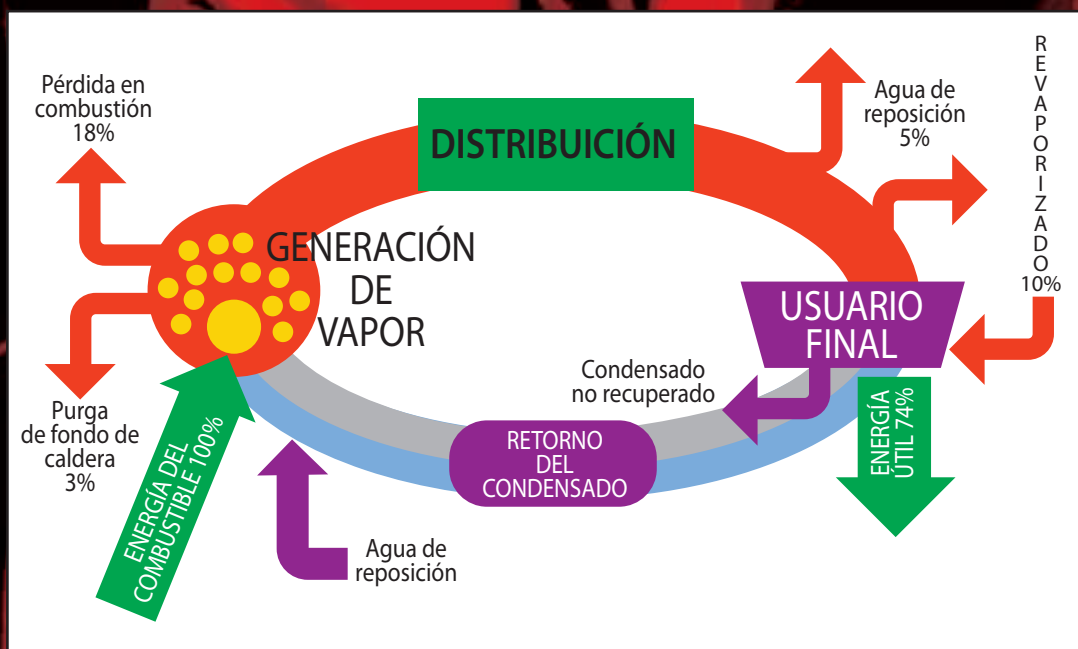 Pérdida en
combustión
18%
DISTRIBUICIÓN
Agua de
reposición
5%
REVAPORIZADO
10%
GENERACIÓN
DE
VAPOR
USUARIO
FINAL
Condensado
no recuperado
Purga
de fondo de
caldera
3%
ENERGÍA DEL
COMBUSTIBLE 100%
RETORNO
DEL
CONDENSADO
ENERGÍA
ÚTIL 74%
Agua de
reposición